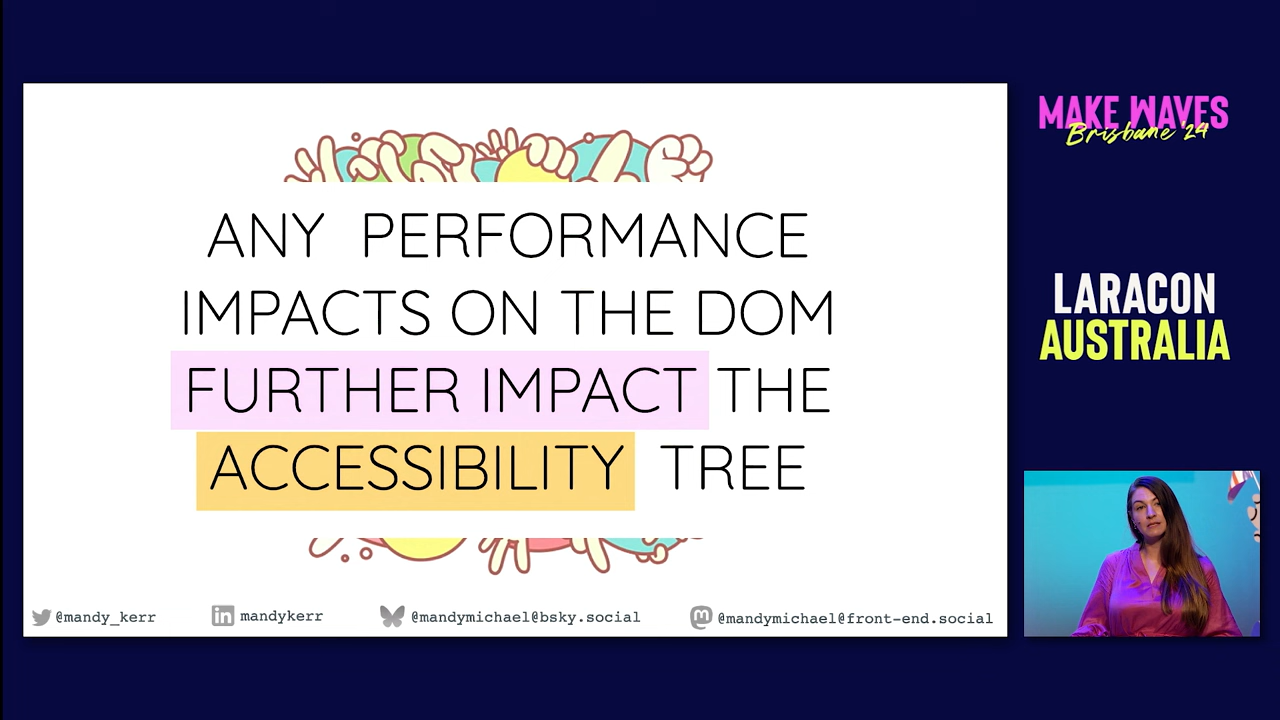 ANY PERFORMANCE
IMPACTS ON THE DOM
FURTHER IMPACT THE
ACCESSIBILITY TREE
@mandy_kerr
mandykerr
@mandymichael@bsky.social
@mandymichael@front-end.social
MAKE WAVES
Brisbane '24
LARACON
AUSTRALIA